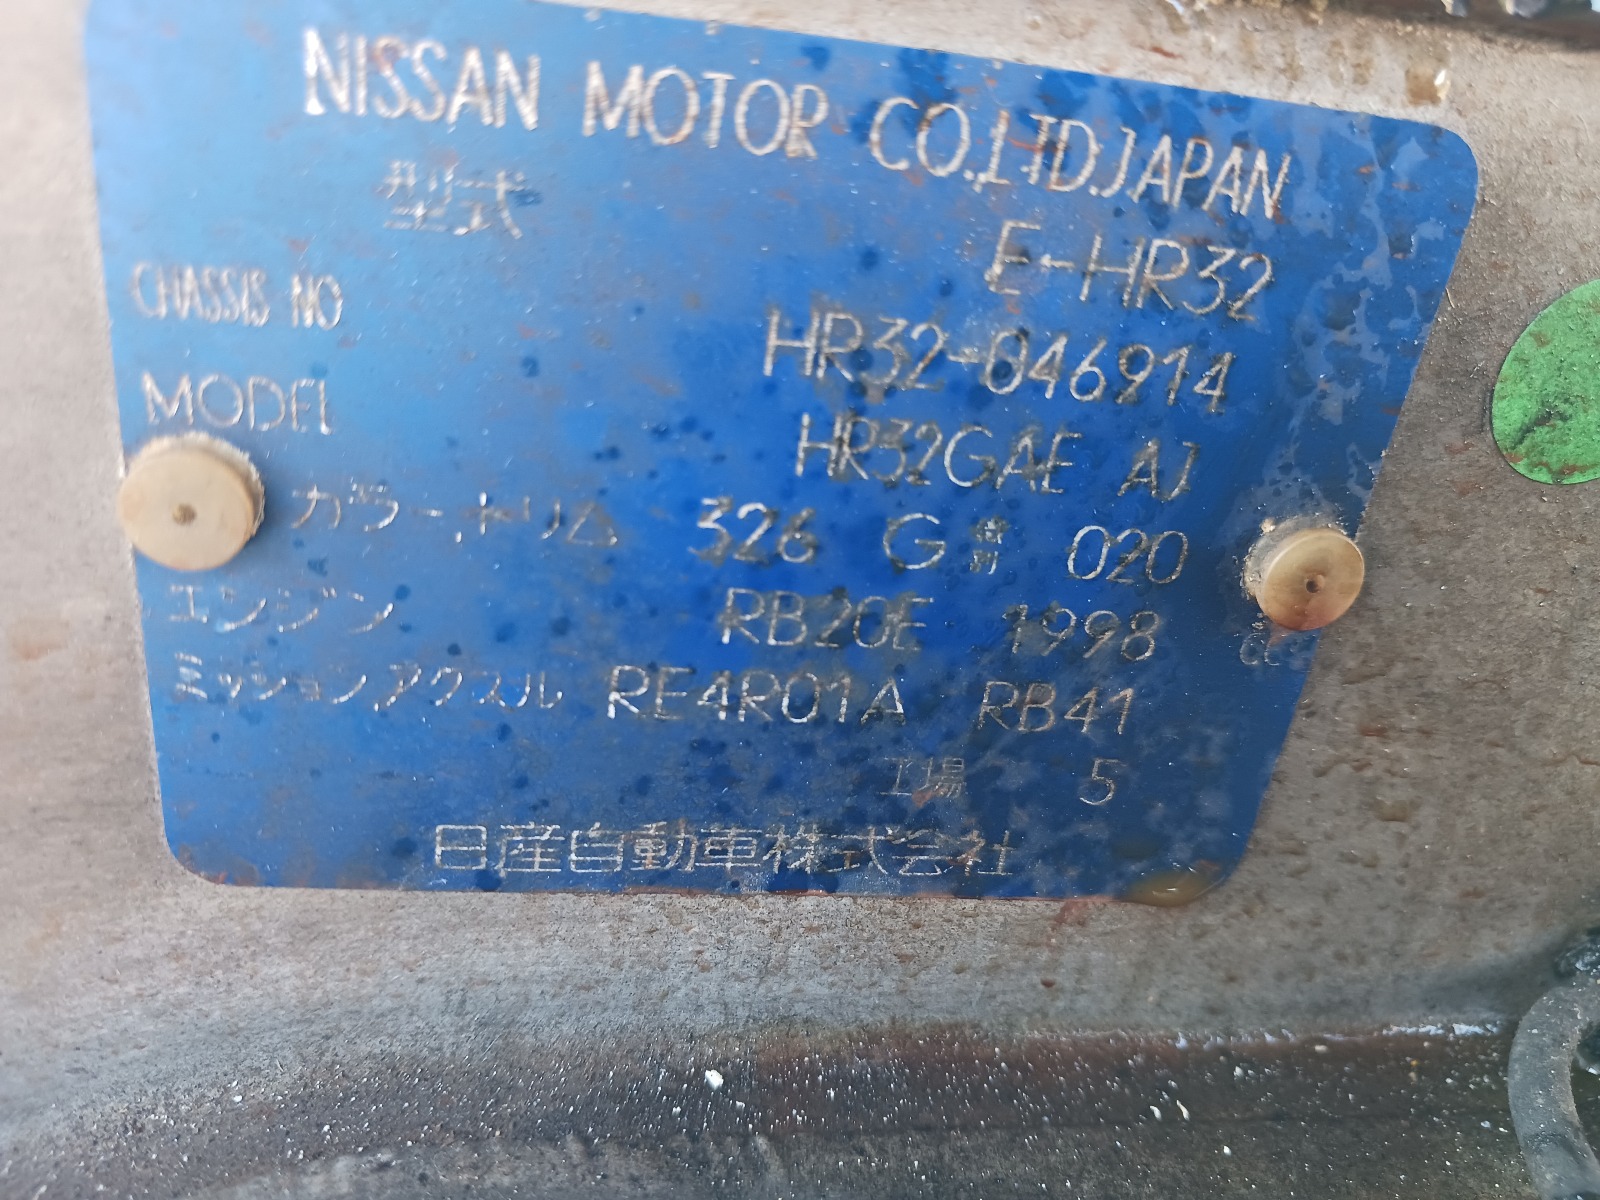 NISSAN MOTOR CO.,LTD.JAPAN
型式 E-HR32
CHASSIS NO HR32-046914
MODEL HR32GAE AJ
カラートリム 326 G 020
エンジン RB20E 1998
ミッションアクスル RE4R01A RB41
工場 5
日産自動車株式会社